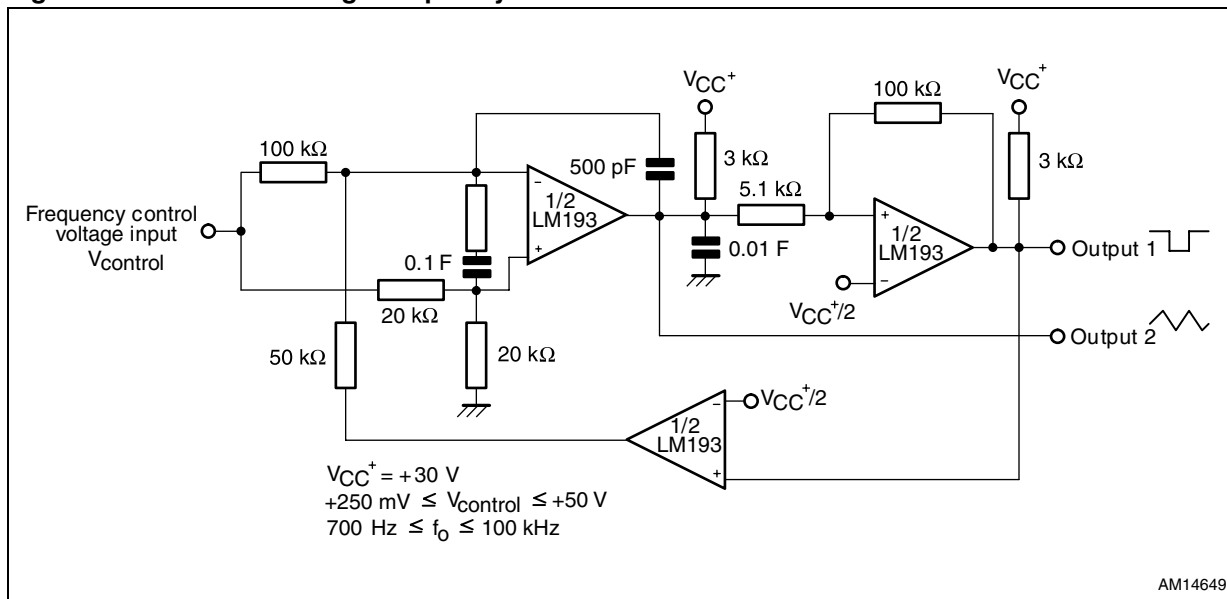 V_CC^+
V_CC^+
100 kΩ
100 kΩ
3 kΩ
3 kΩ
500 pF
5.1 kΩ
−
1/2
LM193
+
+
1/2
LM193
−
Frequency control
voltage input
V_control
0.1 F
0.01 F
Output 1
20 kΩ
V_CC^+/2
Output 2
50 kΩ
20 kΩ
−
V_CC^+/2
1/2
LM193
+
V_CC^+ = +30 V
+250 mV ≤ V_control ≤ +50 V
700 Hz ≤ f_o ≤ 100 kHz
AM14649